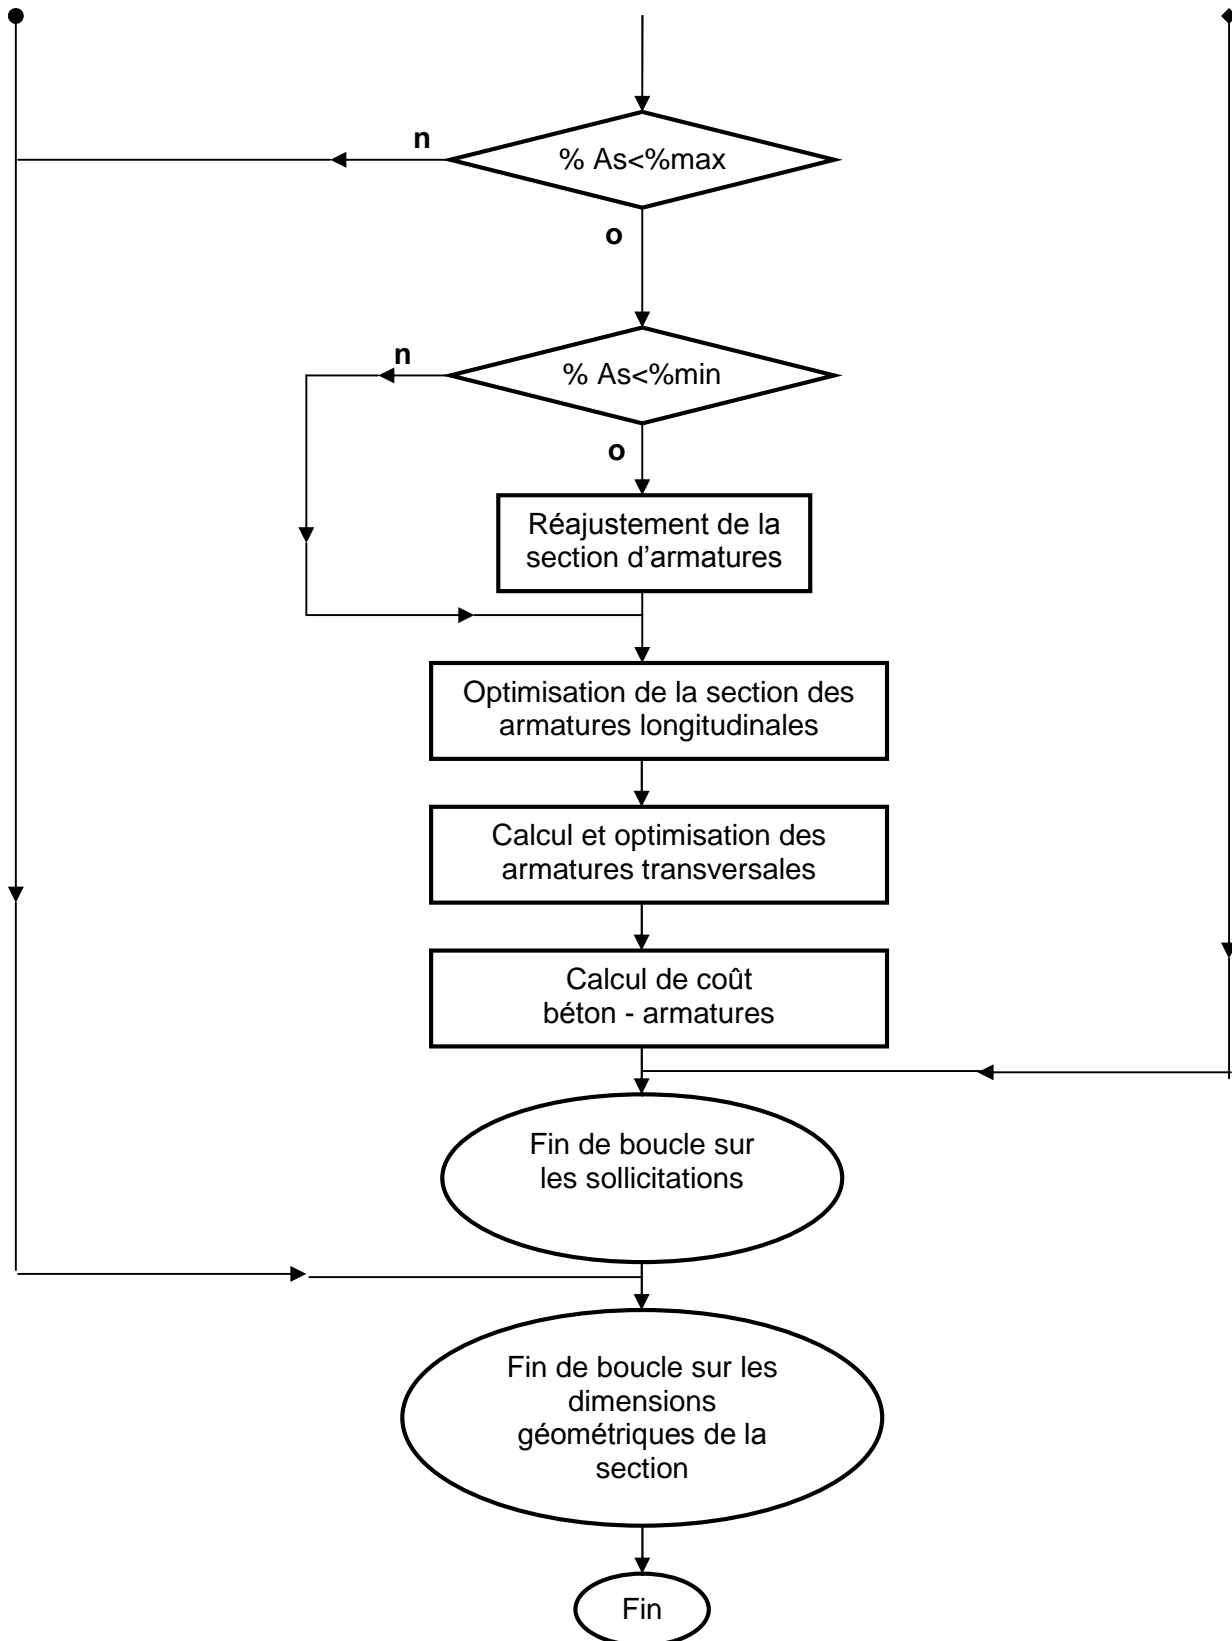 n
% As<%max
o
n
% As<%min
o
Réajustement de la
section d'armatures
Optimisation de la section des
armatures longitudinales
Calcul et optimisation des
armatures transversales
Calcul de coût
béton - armatures
Fin de boucle sur
les sollicitations
Fin de boucle sur les
dimensions
géométriques de la
section
Fin